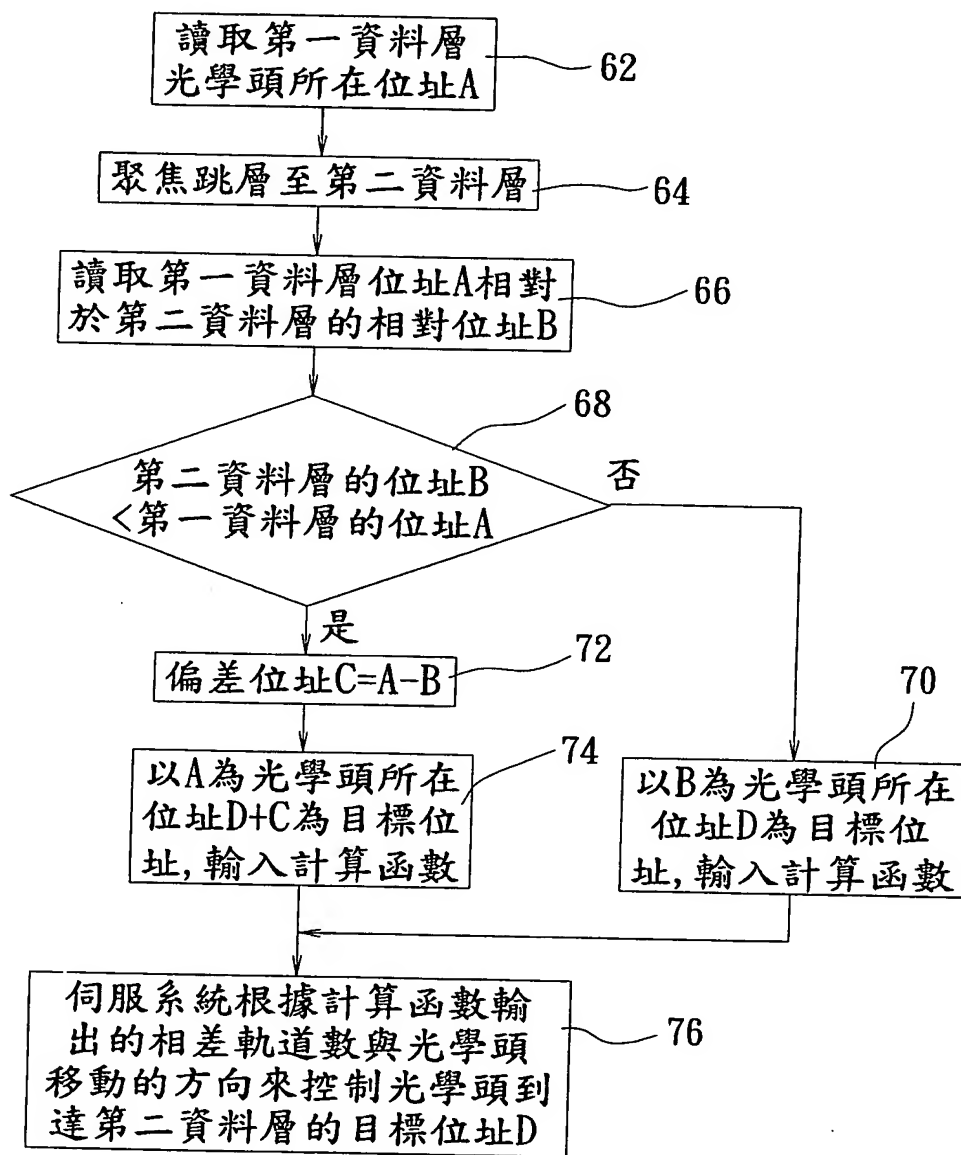 讀取第一資料層
光學頭所在位址A
62
聚焦跳層至第二資料層
64
讀取第一資料層位址A相對
於第二資料層的相對位址B
66
68
第二資料層的位址B
<第一資料層的位址A
否
是
偏差位址C=A-B
72
70
74
以A為光學頭所在
位址D+C為目標位
址,輸入計算函數
以B為光學頭所在
位址D為目標位
址,輸入計算函數
伺服系統根據計算函數輸
出的相差軌道數與光學頭
移動的方向來控制光學頭到
達第二資料層的目標位址D
76